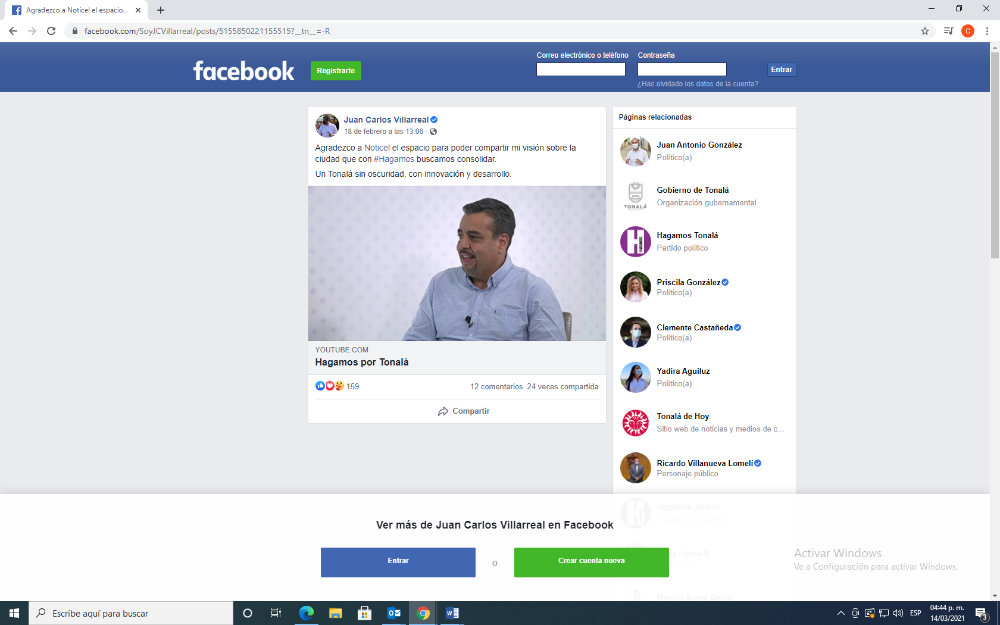 Agradezco a Noticel el espacio...
facebook.com/SoyJCVillarreal/posts/5155850221155515?__tn__=-R
C
facebook
Registrarte
Correo electrónico o teléfono
Contraseña
Entrar
¿Has olvidado los datos de la cuenta?
Juan Carlos Villarreal
18 de febrero a las 13:06 ·
Agradezco a Noticel el espacio para poder compartir mi visión sobre la
ciudad que con #Hagamos buscamos consolidar.
Un Tonalá sin oscuridad, con innovación y desarrollo.
YOUTUBE.COM
Hagamos por Tonalá
159
12 comentarios 24 veces compartida
Compartir
Páginas relacionadas
Juan Antonio González
Político(a)
TONALÁ
Gobierno de Tonalá
Organización gubernamental
H HAGAMOS.
Hagamos Tonalá
Partido político
Priscila González
Político(a)
Clemente Castañeda
Político(a)
Yadira Aguiluz
Político(a)
Tonalá de Hoy
Sitio web de noticias y medios de c...
Ricardo Villanueva Lomelí
Personaje público
Hagamos Jalisco
Flores
Marcos Arana Barba
Ver más de Juan Carlos Villarreal en Facebook
Entrar
o
Crear cuenta nueva
Activar Windows
Ve a Configuración para activar Windows.
Escribe aquí para buscar
ESP
04:44 p. m.
14/03/2021
3